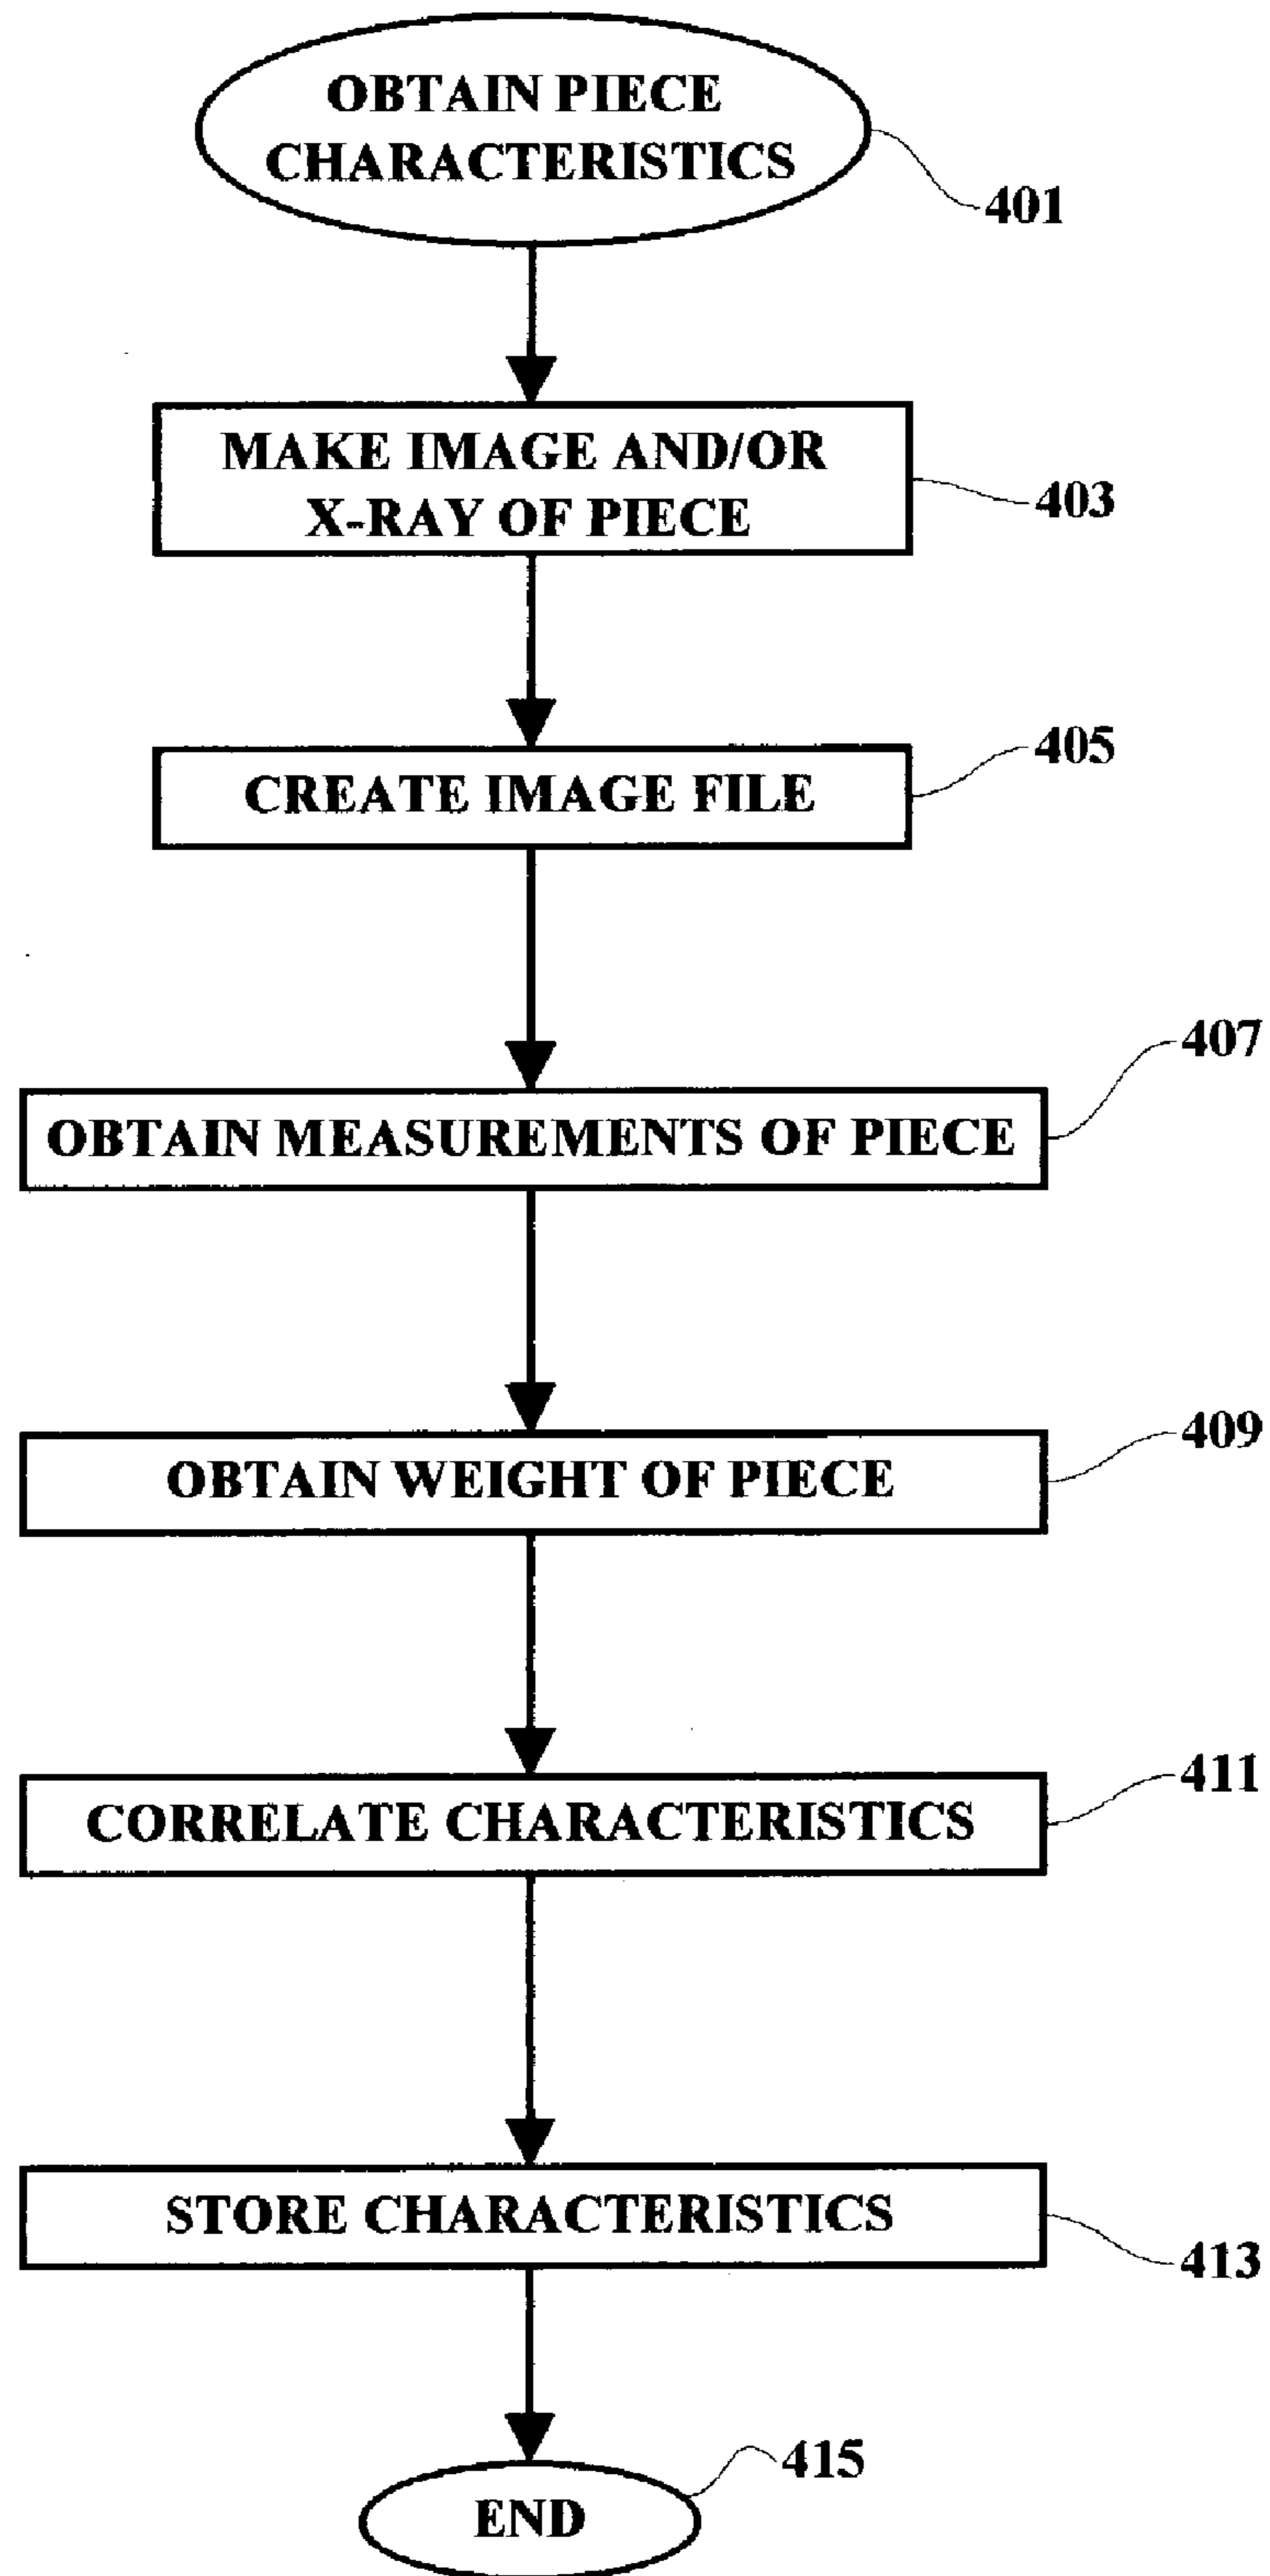 OBTAIN PIECE
CHARACTERISTICS
401
MAKE IMAGE AND/OR
X-RAY OF PIECE
403
CREATE IMAGE FILE
405
OBTAIN MEASUREMENTS OF PIECE
407
OBTAIN WEIGHT OF PIECE
409
CORRELATE CHARACTERISTICS
411
STORE CHARACTERISTICS
413
END
415